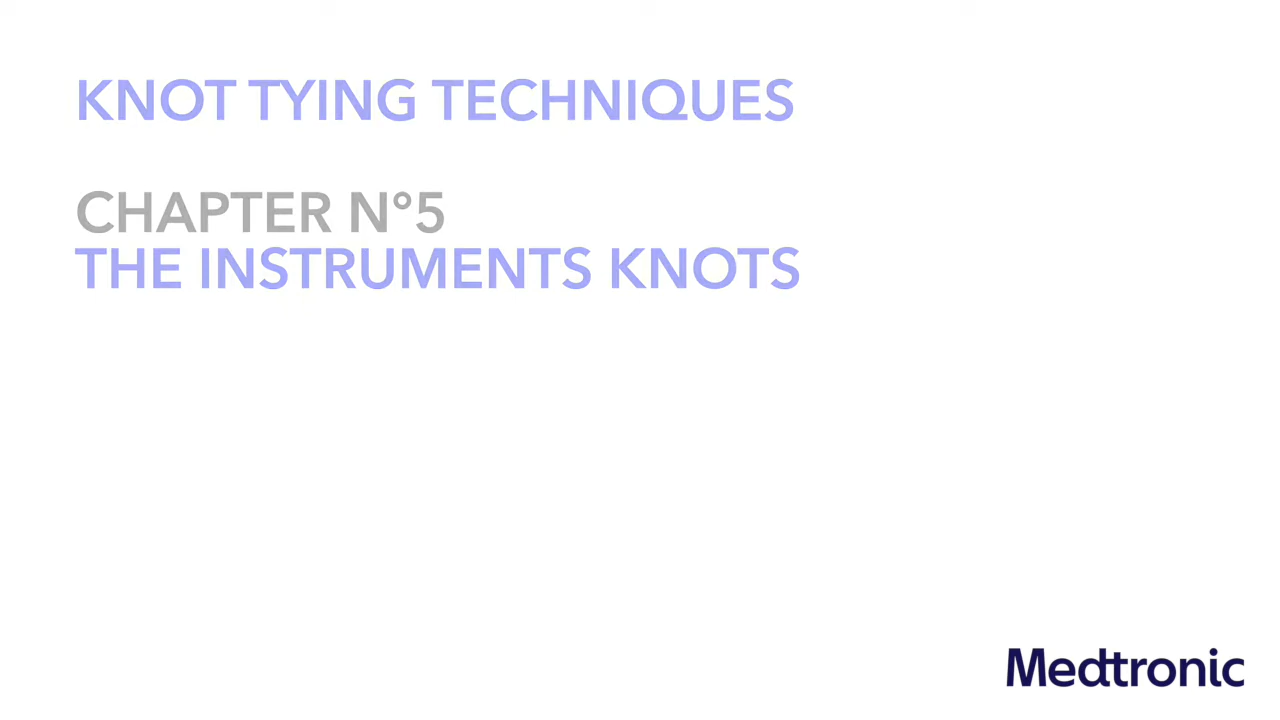 KNOT TYING TECHNIQUES
CHAPTER N°5
THE INSTRUMENTS KNOTS
Medtronic